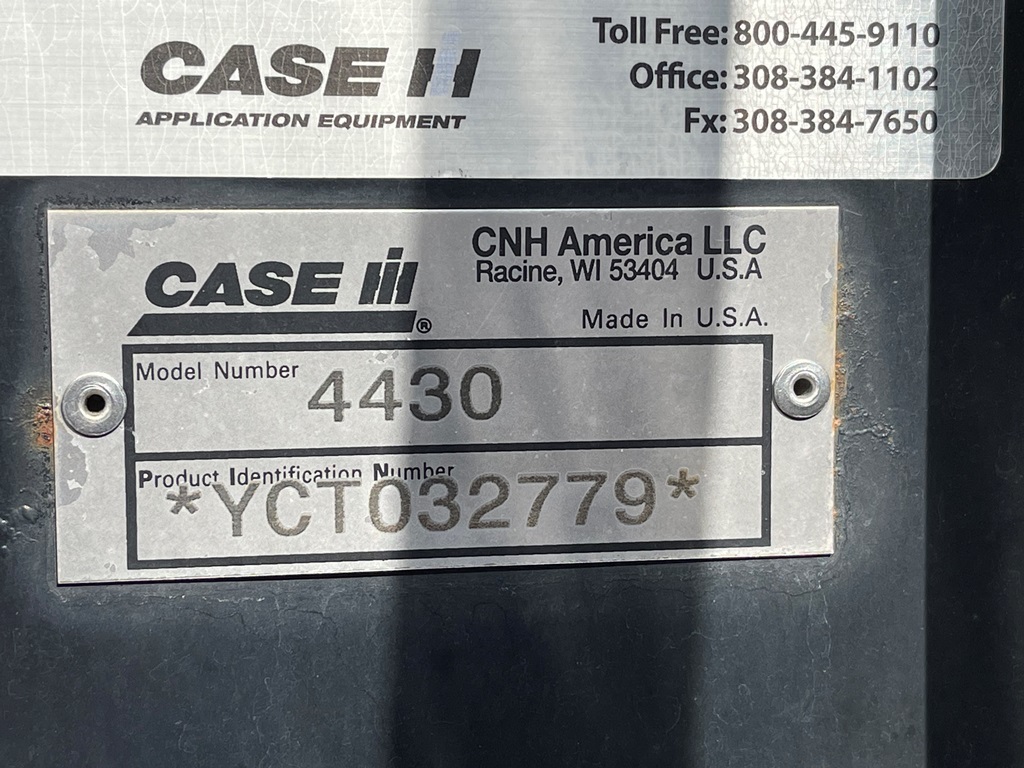 CASE IH
APPLICATION EQUIPMENT
Toll Free: 800-445-9110
Office: 308-384-1102
Fx: 308-384-7650
CASE IH®
CNH America LLC
Racine, WI 53404 U.S.A
Made In U.S.A.
Model Number
4430
Product Identification Number
*YCT032779*